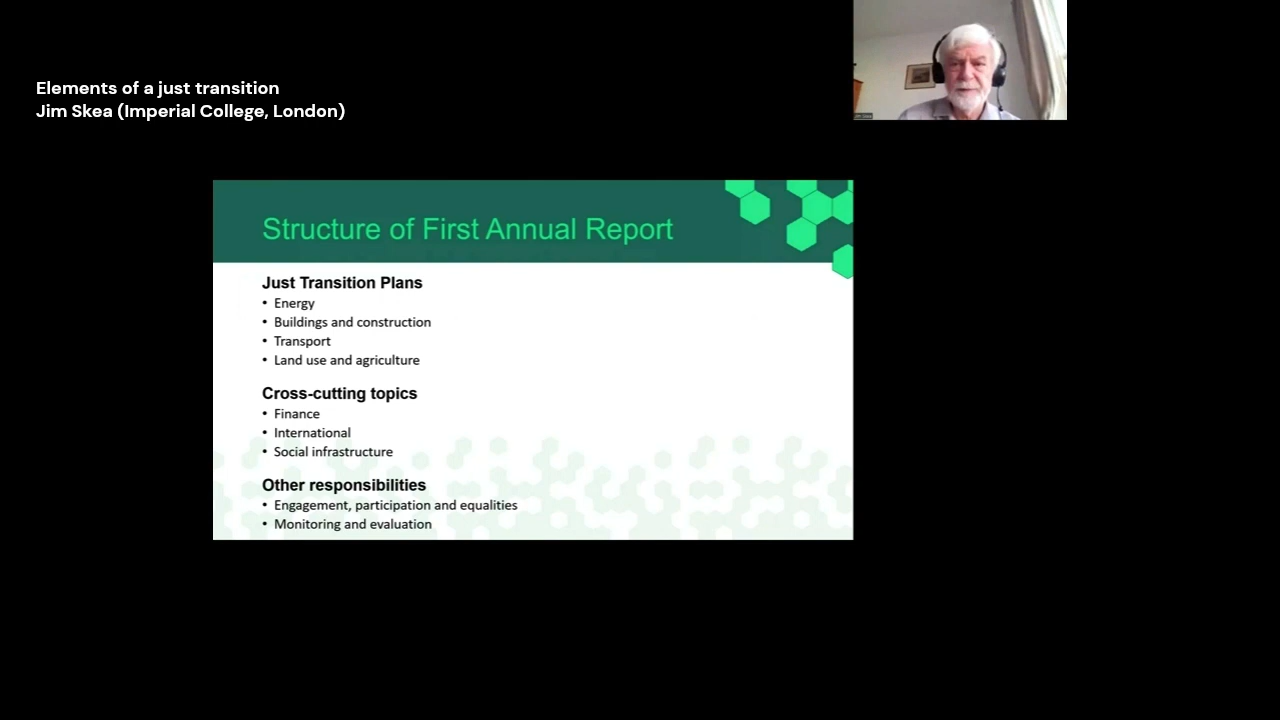 Elements of a just transition
Jim Skea (Imperial College, London)
Jim Skea
Structure of First Annual Report
Just Transition Plans
• Energy
• Buildings and construction
• Transport
• Land use and agriculture
Cross-cutting topics
• Finance
• International
• Social infrastructure
Other responsibilities
• Engagement, participation and equalities
• Monitoring and evaluation